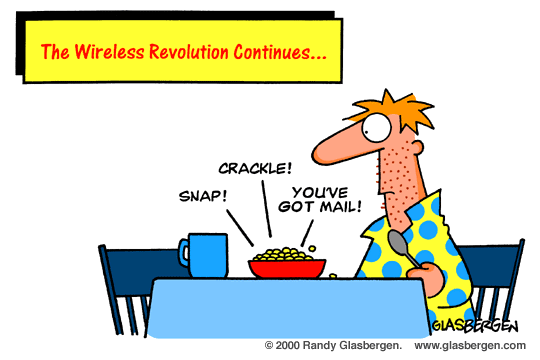 The Wireless Revolution Continues...
CRACKLE!
SNAP!
YOU'VE
GOT MAIL!
GLASBERGEN
© 2000 Randy Glasbergen. www.glasbergen.com